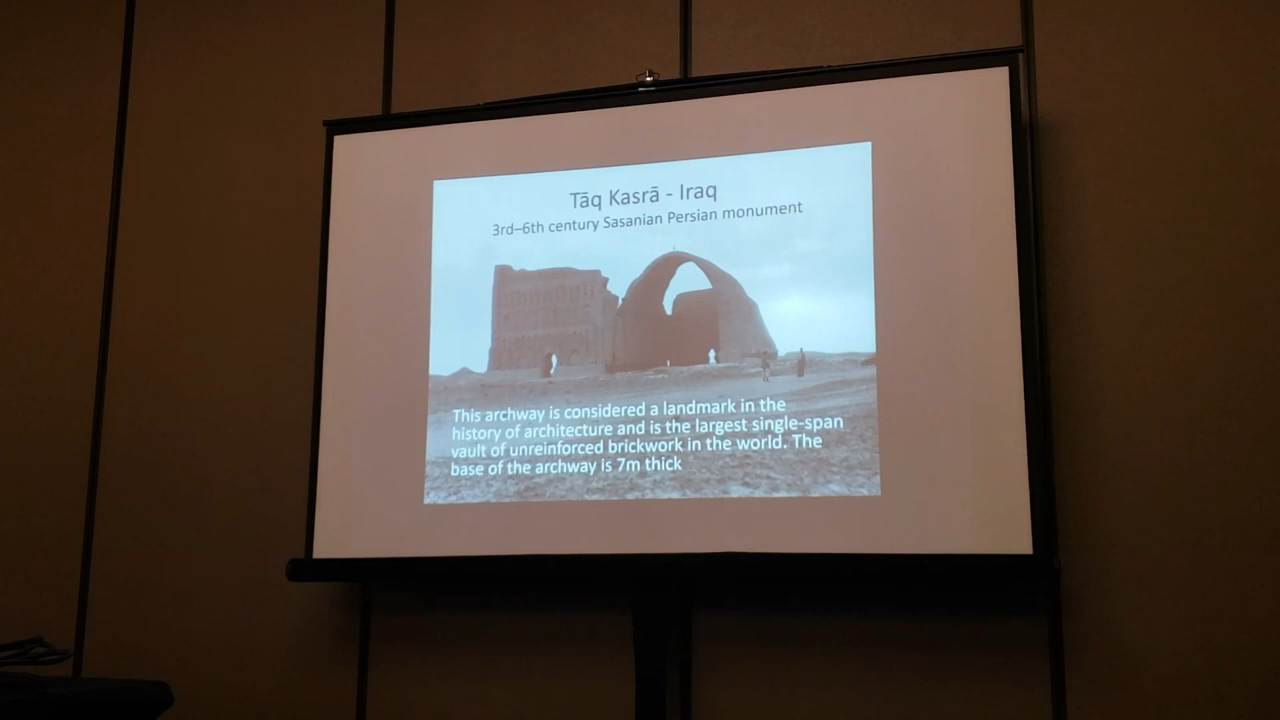 Tāq Kasrā - Iraq
3rd–6th century Sasanian Persian monument
This archway is considered a landmark in the
history of architecture and is the largest single-span
vault of unreinforced brickwork in the world. The
base of the archway is 7m thick